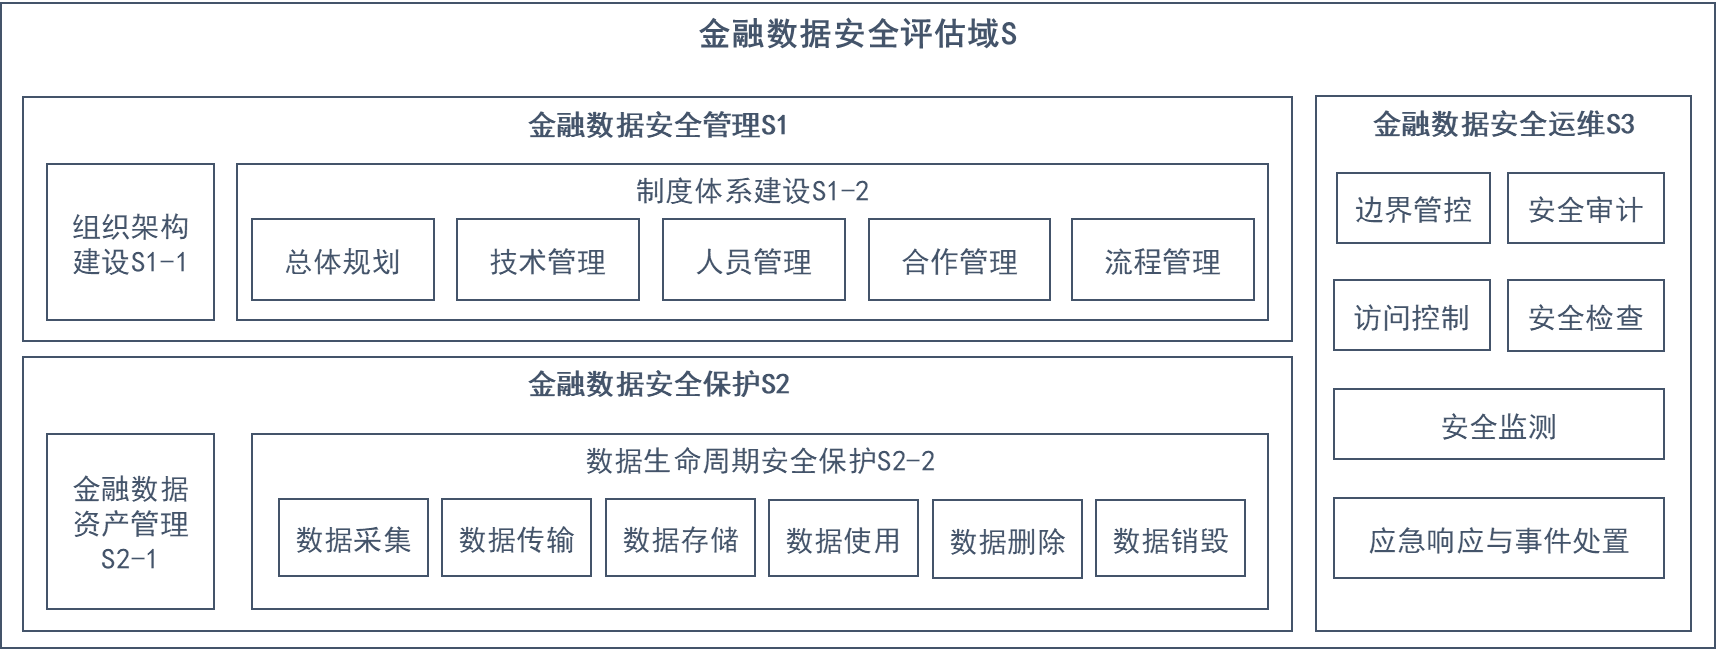 金融数据安全评估域S
金融数据安全管理S1
组织架构
建设S1-1
制度体系建设S1-2
总体规划
技术管理
人员管理
合作管理
流程管理
金融数据安全保护S2
金融数据
资产管理
S2-1
数据生命周期安全保护S2-2
数据采集
数据传输
数据存储
数据使用
数据删除
数据销毁
金融数据安全运维S3
边界管控
安全审计
访问控制
安全检查
安全监测
应急响应与事件处置